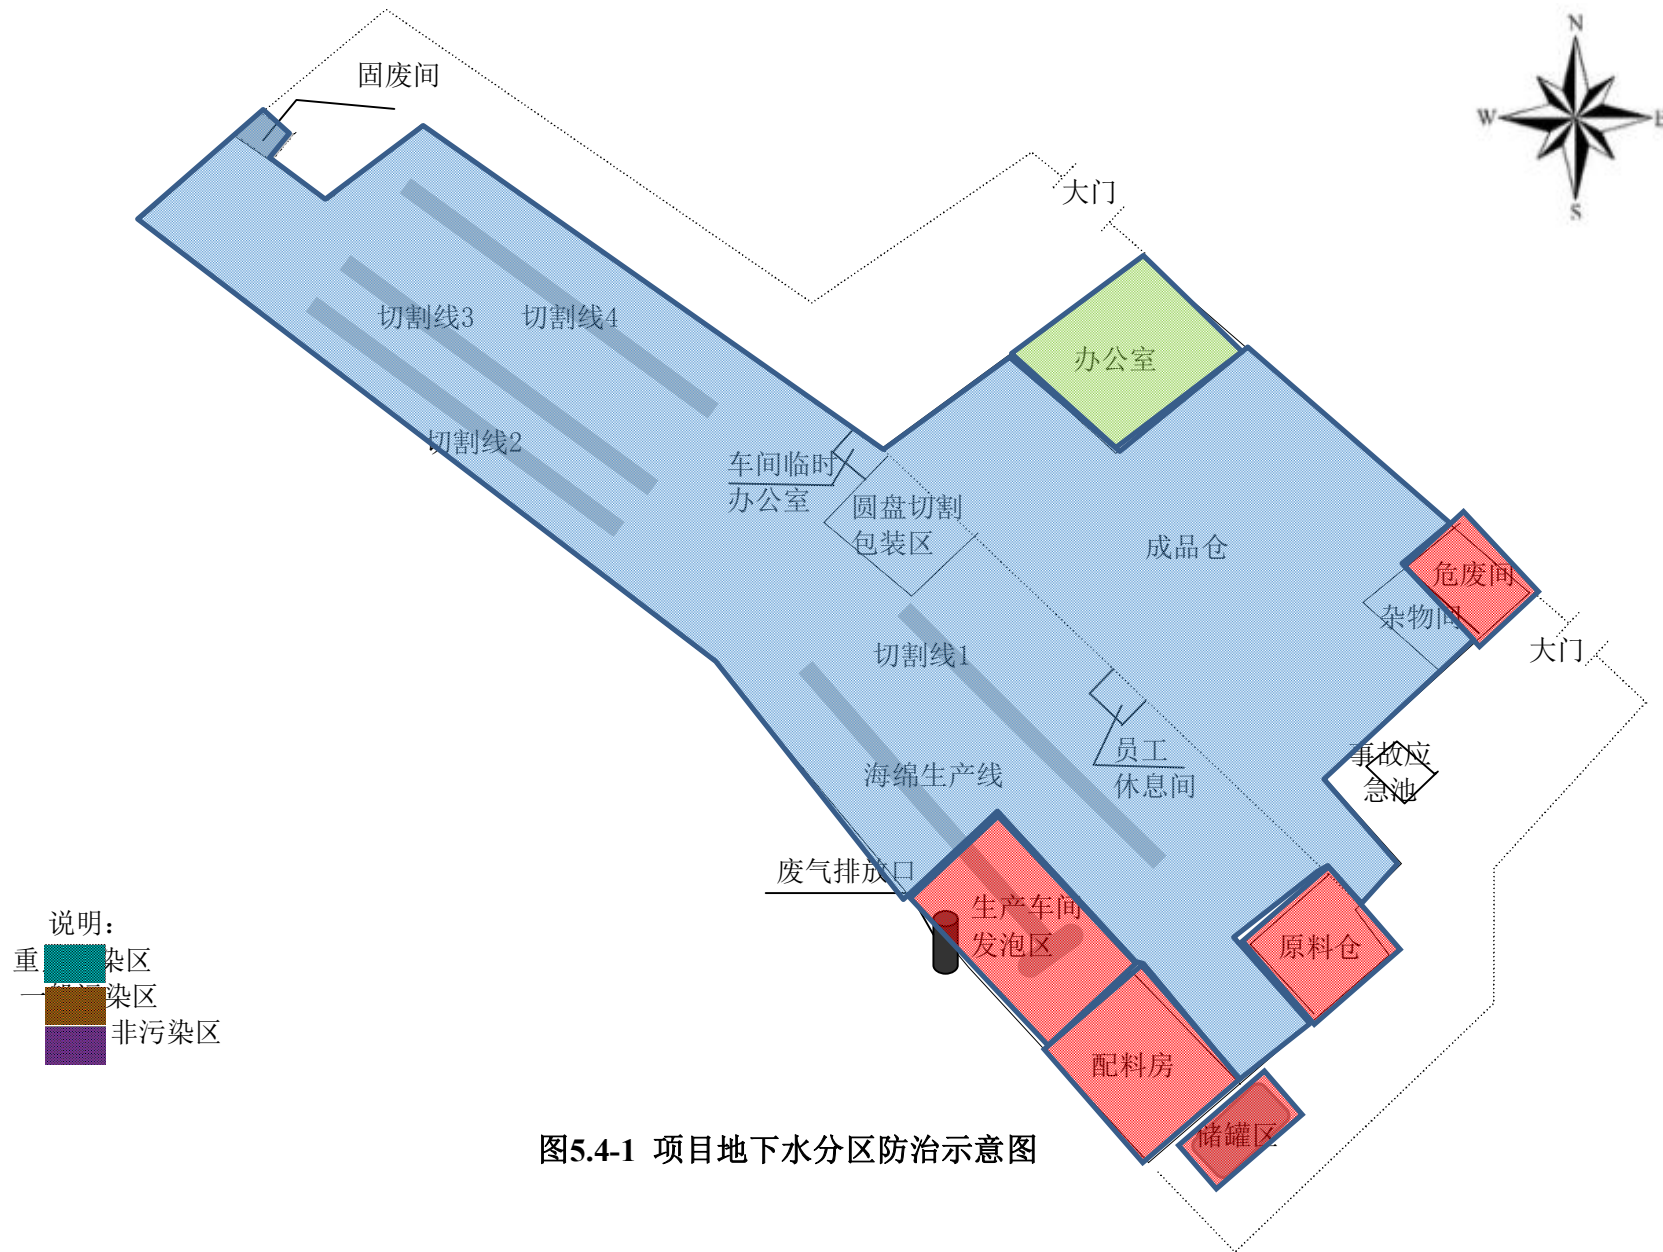 N
W
E
S
固废间
大门
切割线3
切割线4
办公室
切割线2
车间临时
办公室
圆盘切割
包装区
成品仓
危废间
杂物间
大门
切割线1
员工
休息间
事故应
急池
海绵生产线
废气排放口
生产车间
发泡区
原料仓
配料房
储罐区
说明：
重 染区
一 染区
非污染区
图5.4-1 项目地下水分区防治示意图